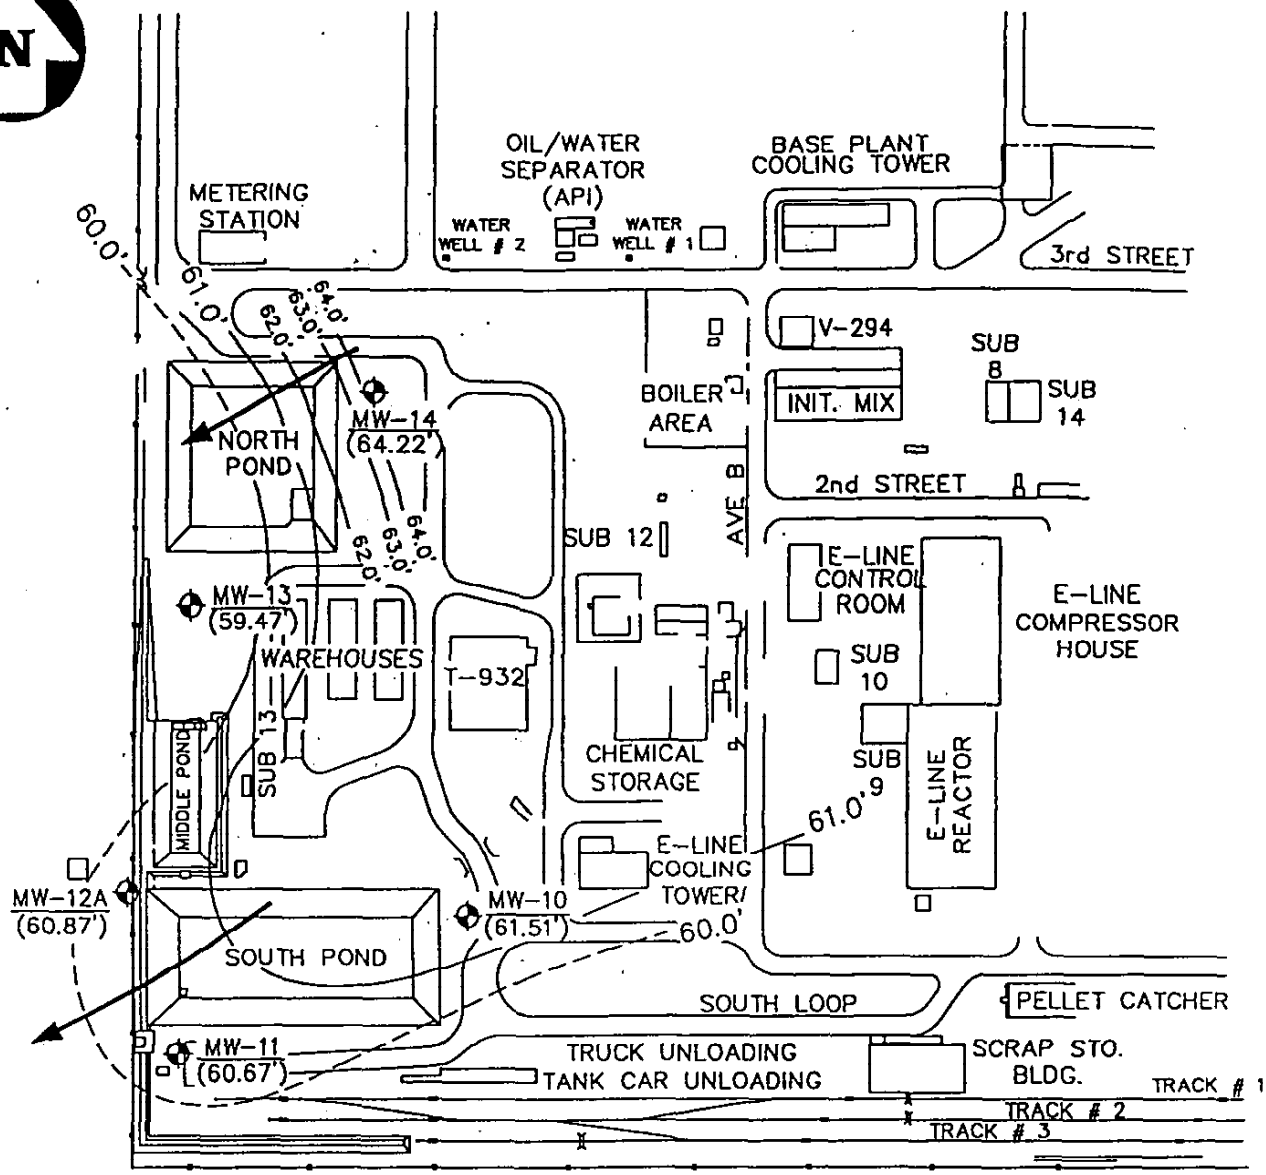 N
OIL/WATER
SEPARATOR
(API)
BASE PLANT
COOLING TOWER
METERING
STATION
WATER
WELL # 2
WATER
WELL # 1
3rd STREET
60.0'
61.0'
62.0'
63.0'
64.0'
V-294
SUB
8
SUB
14
BOILER
AREA
INIT. MIX
MW-14
(64.22')
NORTH
POND
AVE B
2nd STREET
62.0'
63.0'
64.0'
SUB 12
E-LINE
CONTROL
ROOM
E-LINE
COMPRESSOR
HOUSE
MW-13
(59.47')
WAREHOUSES
T-932
SUB
10
SUB 13
MIDDLE POND
CHEMICAL
STORAGE
SUB
9
E-LINE
REACTOR
61.0'
E-LINE
COOLING
TOWER/
MW-12A
(60.87')
MW-10
(61.51')
60.0'
SOUTH POND
SOUTH LOOP
PELLET CATCHER
MW-11
(60.67')
TRUCK UNLOADING
TANK CAR UNLOADING
SCRAP STO.
BLDG.
TRACK # 1
TRACK # 2
TRACK # 3